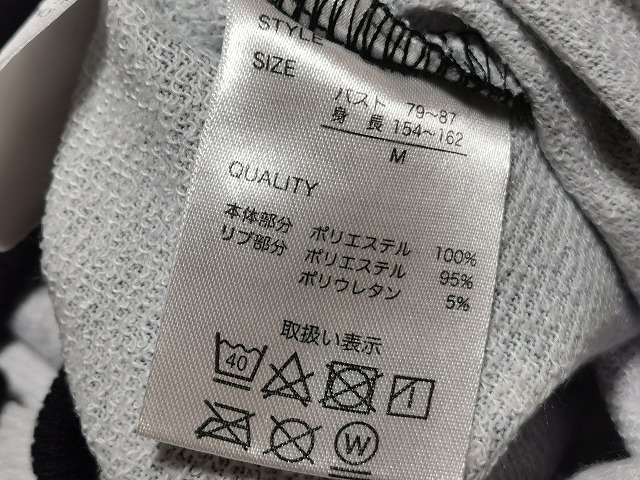 STYLE
SIZE
バスト 79～87
身 長 154～162
M
QUALITY
本体部分 ポリエステル 100%
リブ部分 ポリエステル 95%
ポリウレタン 5%
取扱い表示
40
W